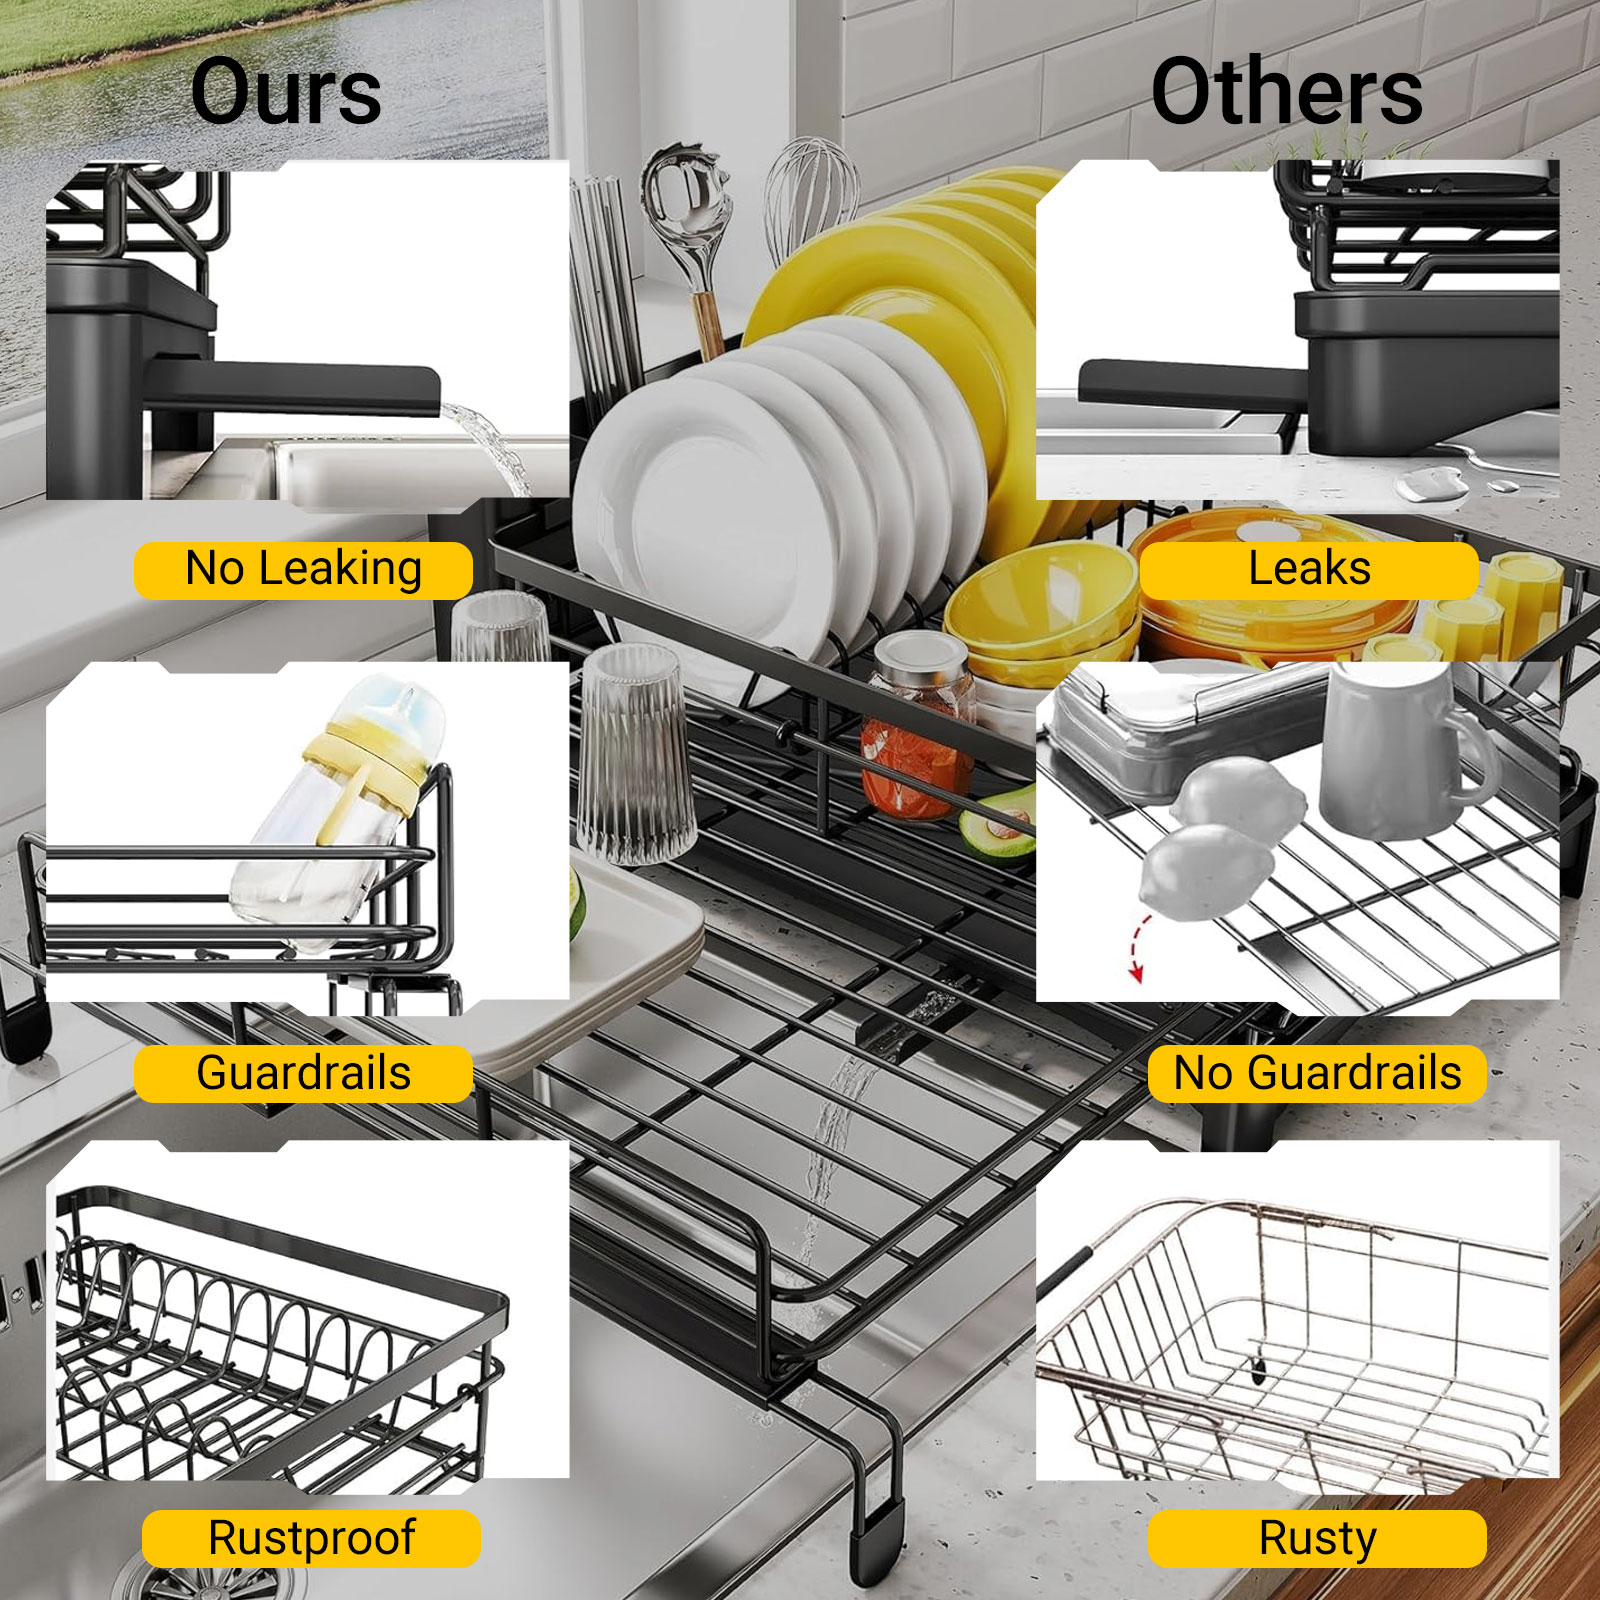 Ours
Others
No Leaking
Leaks
Guardrails
No Guardrails
Rustproof
Rusty